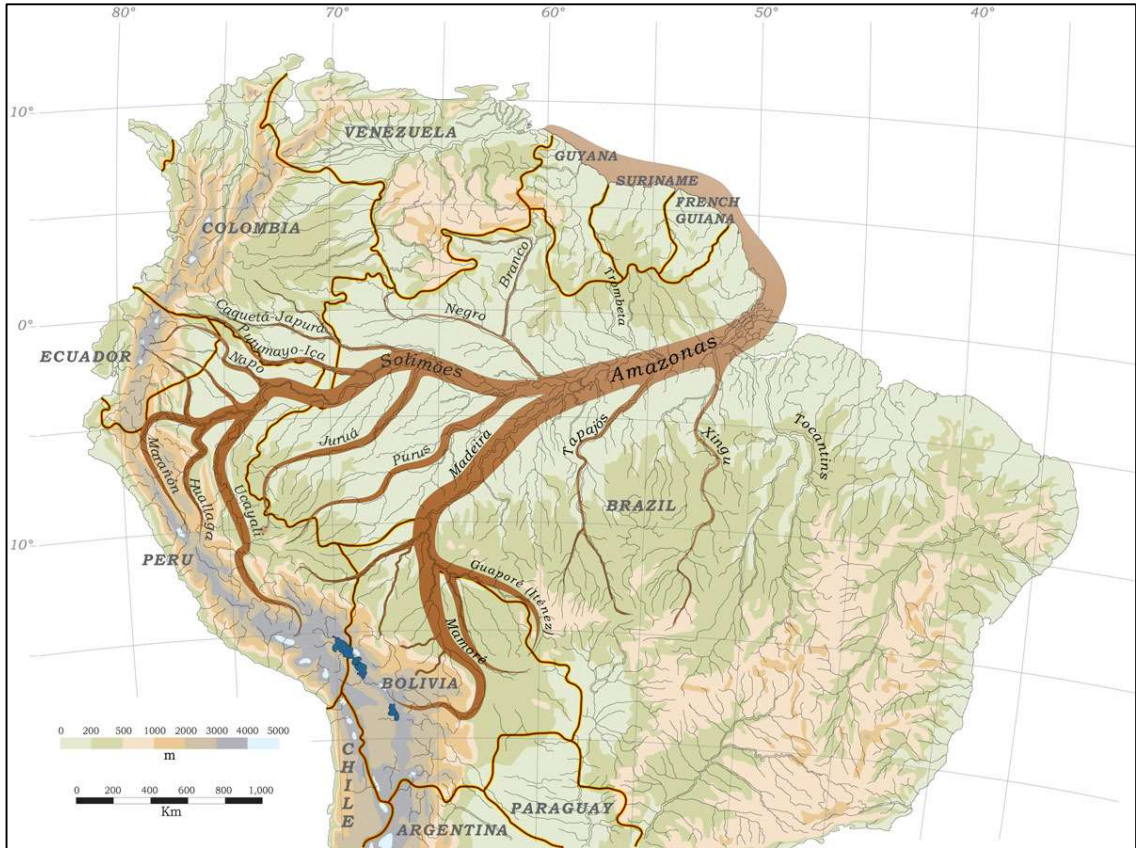 80°
70°
60°
50°
40°
10°
VENEZUELA
GUYANA
SURINAME
FRENCH
GUIANA
COLOMBIA
Branco
Trombeta
Negro
Caquetá-Japurá
Putumayo-Iça
Napo
0°
ECUADOR
Solimões
Amazonas
Juruá
Purus
Madeira
Tapajós
Xingu
Tocantins
Marañón
Huallaga
Ucayali
BRAZIL
10°
PERU
Guaporé (Iténez)
Mamoré
BOLIVIA
0 200 500 1000 2000 3000 4000 5000
m
0 200 400 600 800 1,000
Km
CHILE
PARAGUAY
ARGENTINA